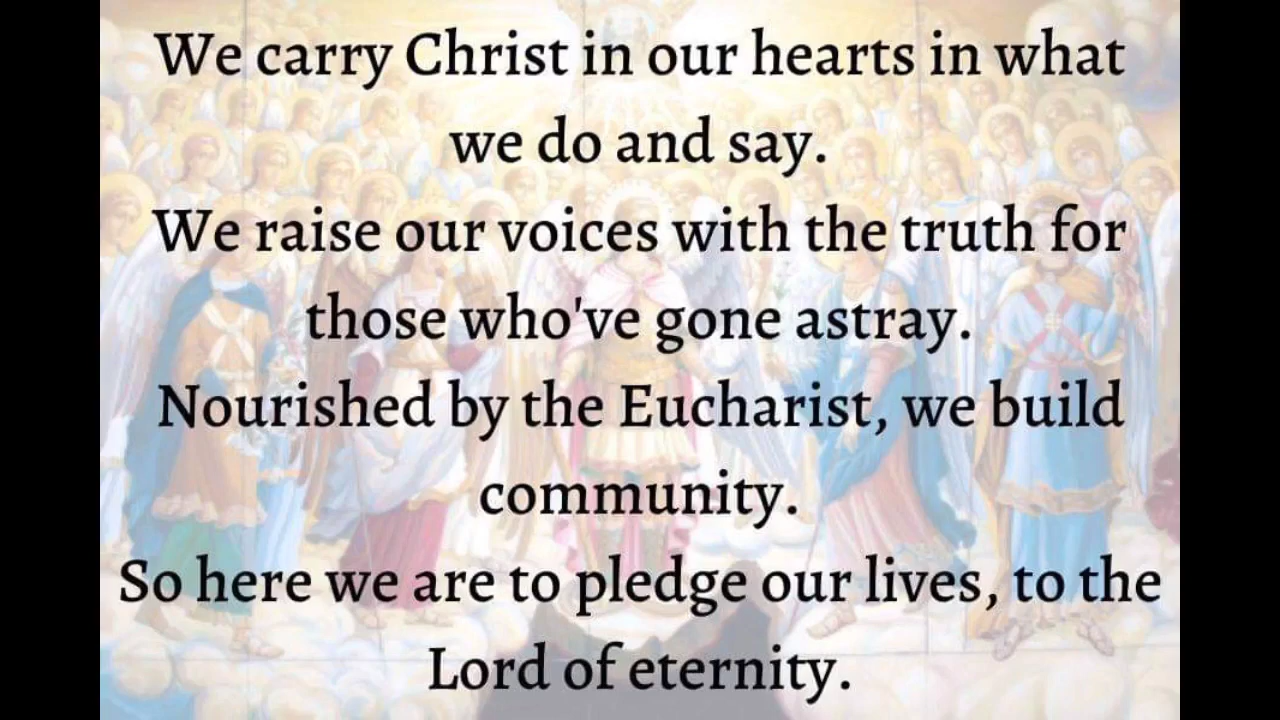 We carry Christ in our hearts in what
we do and say.
We raise our voices with the truth for
those who've gone astray.
Nourished by the Eucharist, we build
community.
So here we are to pledge our lives, to the
Lord of eternity.